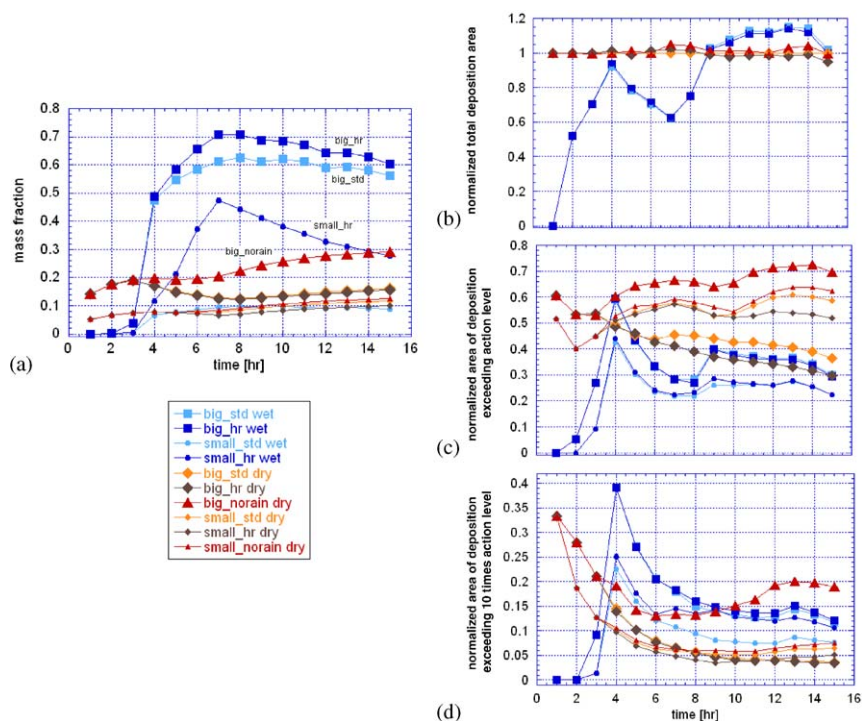 0.8
0.7
0.6
0.5
0.4
0.3
0.2
0.1
0
mass fraction
big_hr
big_std
small_hr
big_norain
0 2 4 6 8 10 12 14 16
time [hr]
(a)
big_std wet
big_hr wet
small_std wet
small_hr wet
big_std dry
big_hr dry
big_norain dry
small_std dry
small_hr dry
small_norain dry
1.2
1
0.8
0.6
0.4
0.2
0
normalized total deposition area
(b)
0.8
0.7
0.6
0.5
0.4
0.3
0.2
0.1
0
normalized area of deposition
exceeding action level
(c)
0.4
0.35
0.3
0.25
0.2
0.15
0.1
0.05
0
normalized area of deposition
exceeding 10 times action level
0 2 4 6 8 10 12 14 16
time [hr]
(d)